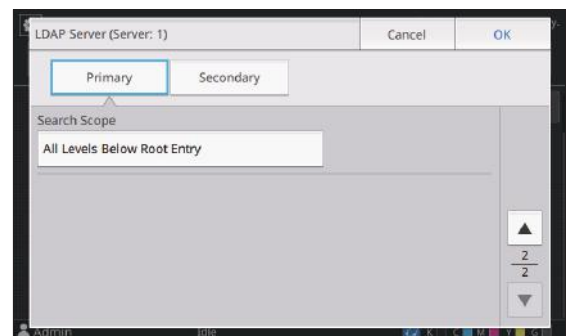 LDAP Server (Server: 1)
Cancel
OK
Primary
Secondary
Search Scope
All Levels Below Root Entry
2
2
Admin
Idle
K
C
M
Y